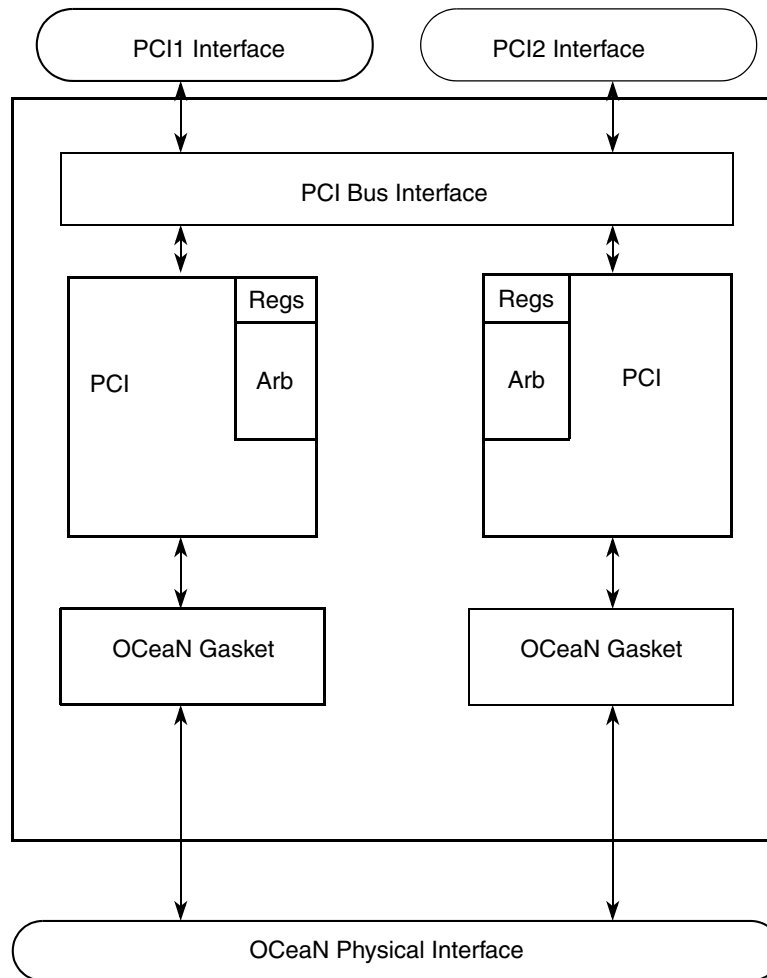 PCI1 Interface
PCI2 Interface
PCI Bus Interface
Regs
Regs
PCI
Arb
Arb
PCI
OCeaN Gasket
OCeaN Gasket
OCeaN Physical Interface